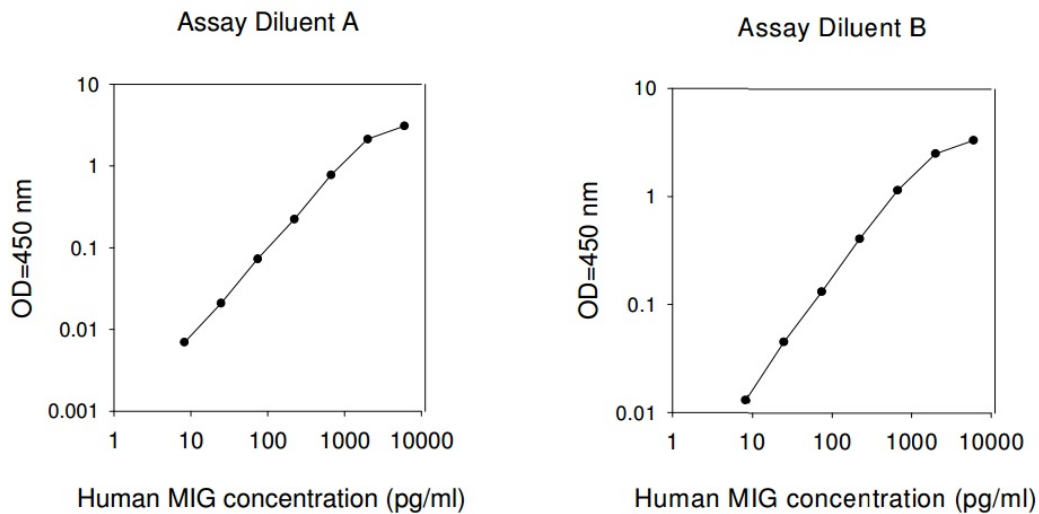 Assay Diluent A
10
1
0.1
0.01
0.001
OD=450 nm
1 10 100 1000 10000
Human MIG concentration (pg/ml)
Assay Diluent B
10
1
0.1
0.01
OD=450 nm
1 10 100 1000 10000
Human MIG concentration (pg/ml)